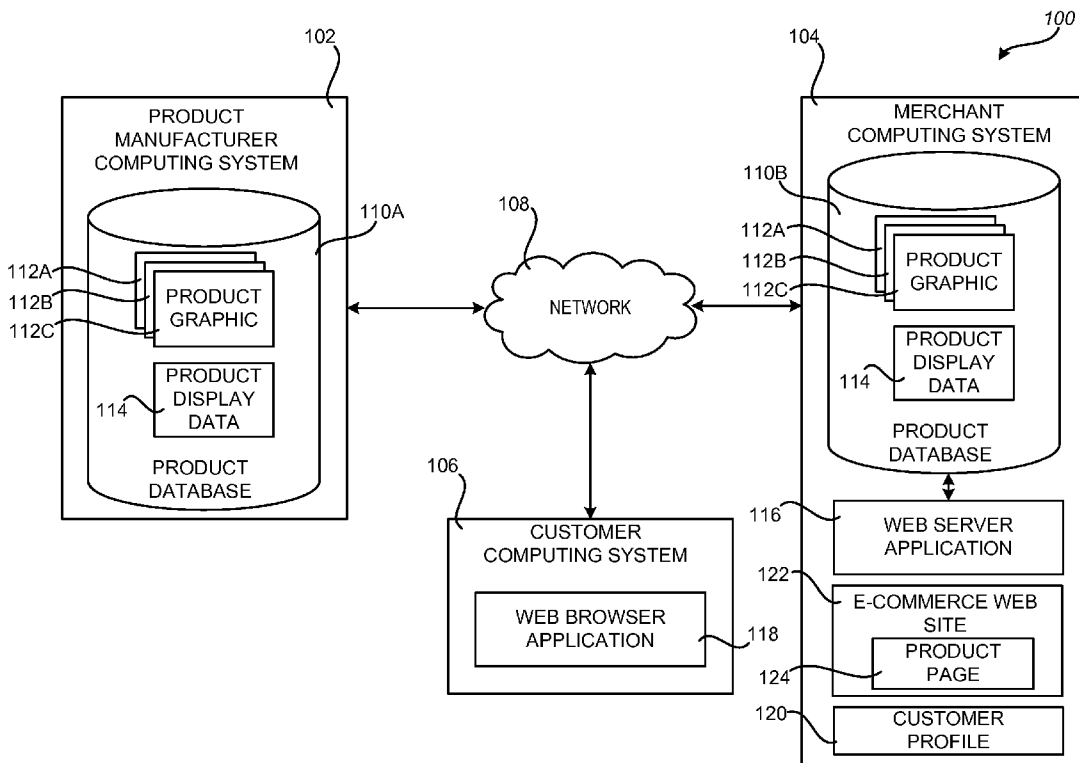 100
102
PRODUCT
MANUFACTURER
COMPUTING SYSTEM
110A
112A
112B
112C
PRODUCT
GRAPHIC
114
PRODUCT
DISPLAY
DATA
PRODUCT
DATABASE
108
NETWORK
106
CUSTOMER
COMPUTING SYSTEM
WEB BROWSER
APPLICATION
118
104
MERCHANT
COMPUTING SYSTEM
110B
112A
112B
112C
PRODUCT
GRAPHIC
114
PRODUCT
DISPLAY
DATA
PRODUCT
DATABASE
116
WEB SERVER
APPLICATION
122
E-COMMERCE WEB
SITE
124
PRODUCT
PAGE
120
CUSTOMER
PROFILE